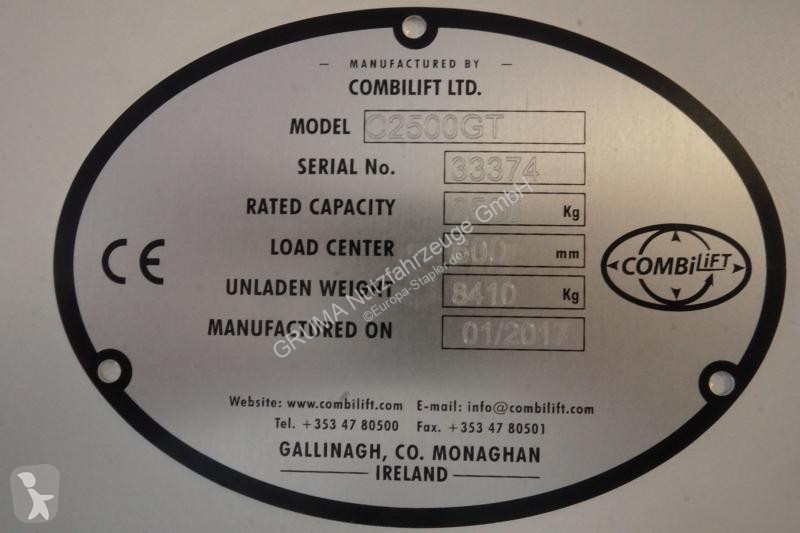 MANUFACTURED BY
COMBILIFT LTD.
MODEL C2500GT
SERIAL No. 33374
RATED CAPACITY Kg
LOAD CENTER 600 mm
UNLADEN WEIGHT 8410 Kg
MANUFACTURED ON 01/2017
CE
COMBiLiFT
GRUMA Nutzfahrzeuge GmbH
©Europa-Stapler.de
Website: www.combilift.com E-mail: info@combilift.com
Tel. +353 47 80500 Fax. +353 47 80501
GALLINAGH, CO. MONAGHAN
IRELAND